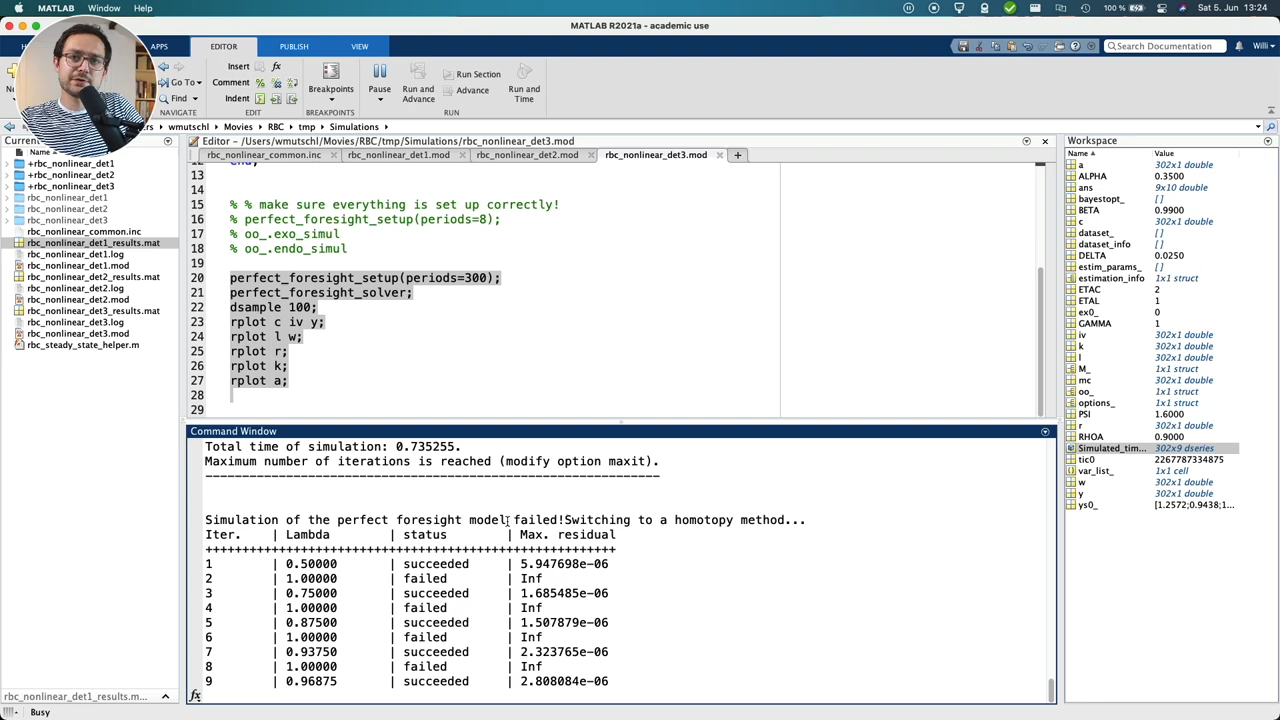 MATLAB Window Help
100 % Sat 5. Jun 13:24
MATLAB R2021a - academic use
APPS EDITOR PUBLISH VIEW
Search Documentation
Willi
Insert
Comment
Indent
Go To
Find
Breakpoints
Pause
Run and
Advance
Run Section
Advance
Run and
Time
NAVIGATE EDIT BREAKPOINTS RUN
wmutschl Movies RBC tmp Simulations
Editor - /Users/wmutschl/Movies/RBC/tmp/Simulations/rbc_nonlinear_det3.mod
rbc_nonlinear_common.inc rbc_nonlinear_det1.mod rbc_nonlinear_det2.mod rbc_nonlinear_det3.mod
Name
+rbc_nonlinear_det1
+rbc_nonlinear_det2
+rbc_nonlinear_det3
rbc_nonlinear_det1
rbc_nonlinear_det2
rbc_nonlinear_det3
rbc_nonlinear_common.inc
rbc_nonlinear_det1_results.mat
rbc_nonlinear_det1.log
rbc_nonlinear_det1.mod
rbc_nonlinear_det2_results.mat
rbc_nonlinear_det2.log
rbc_nonlinear_det2.mod
rbc_nonlinear_det3_results.mat
rbc_nonlinear_det3.log
rbc_nonlinear_det3.mod
rbc_steady_state_helper.m
rbc_nonlinear_det1_results.m...
Busy
12 end;
13
14
15 % % make sure everything is set up correctly!
16 % perfect_foresight_setup(periods=8);
17 % oo_.exo_simul
18 % oo_.endo_simul
19
20 perfect_foresight_setup(periods=300);
21 perfect_foresight_solver;
22 dsample 100;
23 rplot c iv y;
24 rplot l w;
25 rplot r;
26 rplot k;
27 rplot a;
28
29
Command Window
Total time of simulation: 0.735255.
Maximum number of iterations is reached (modify option maxit).
--------------------------------------------------------------
Simulation of the perfect foresight model failed!Switching to a homotopy method...
Iter. | Lambda | status | Max. residual
++++++++++++++++++++++++++++++++++++++++++++++++++++++++
1 | 0.50000 | succeeded | 5.947698e-06
2 | 1.00000 | failed | Inf
3 | 0.75000 | succeeded | 1.685485e-06
4 | 1.00000 | failed | Inf
5 | 0.87500 | succeeded | 1.507879e-06
6 | 1.00000 | failed | Inf
7 | 0.93750 | succeeded | 2.323765e-06
8 | 1.00000 | failed | Inf
9 | 0.96875 | succeeded | 2.808084e-06
fx
Workspace
Name Value
a 302x1 double
ALPHA 0.3500
ans 9x10 double
bayestopt_ [ ]
BETA 0.9900
c 302x1 double
dataset_ [ ]
dataset_info [ ]
DELTA 0.0250
estim_params_ [ ]
estimation_info 1x1 struct
ETAC 2
ETAL 1
ex0_ 0
GAMMA 1
iv 302x1 double
k 302x1 double
l 302x1 double
M_ 1x1 struct
mc 302x1 double
oo_ 1x1 struct
options_ 1x1 struct
PSI 1.6000
r 302x1 double
RHOA 0.9000
Simulated_tim... 302x9 dseries
tic0 2267787334875
var_list_ 1x1 cell
w 302x1 double
y 302x1 double
ys0_ [1.2572;0.9438;1...